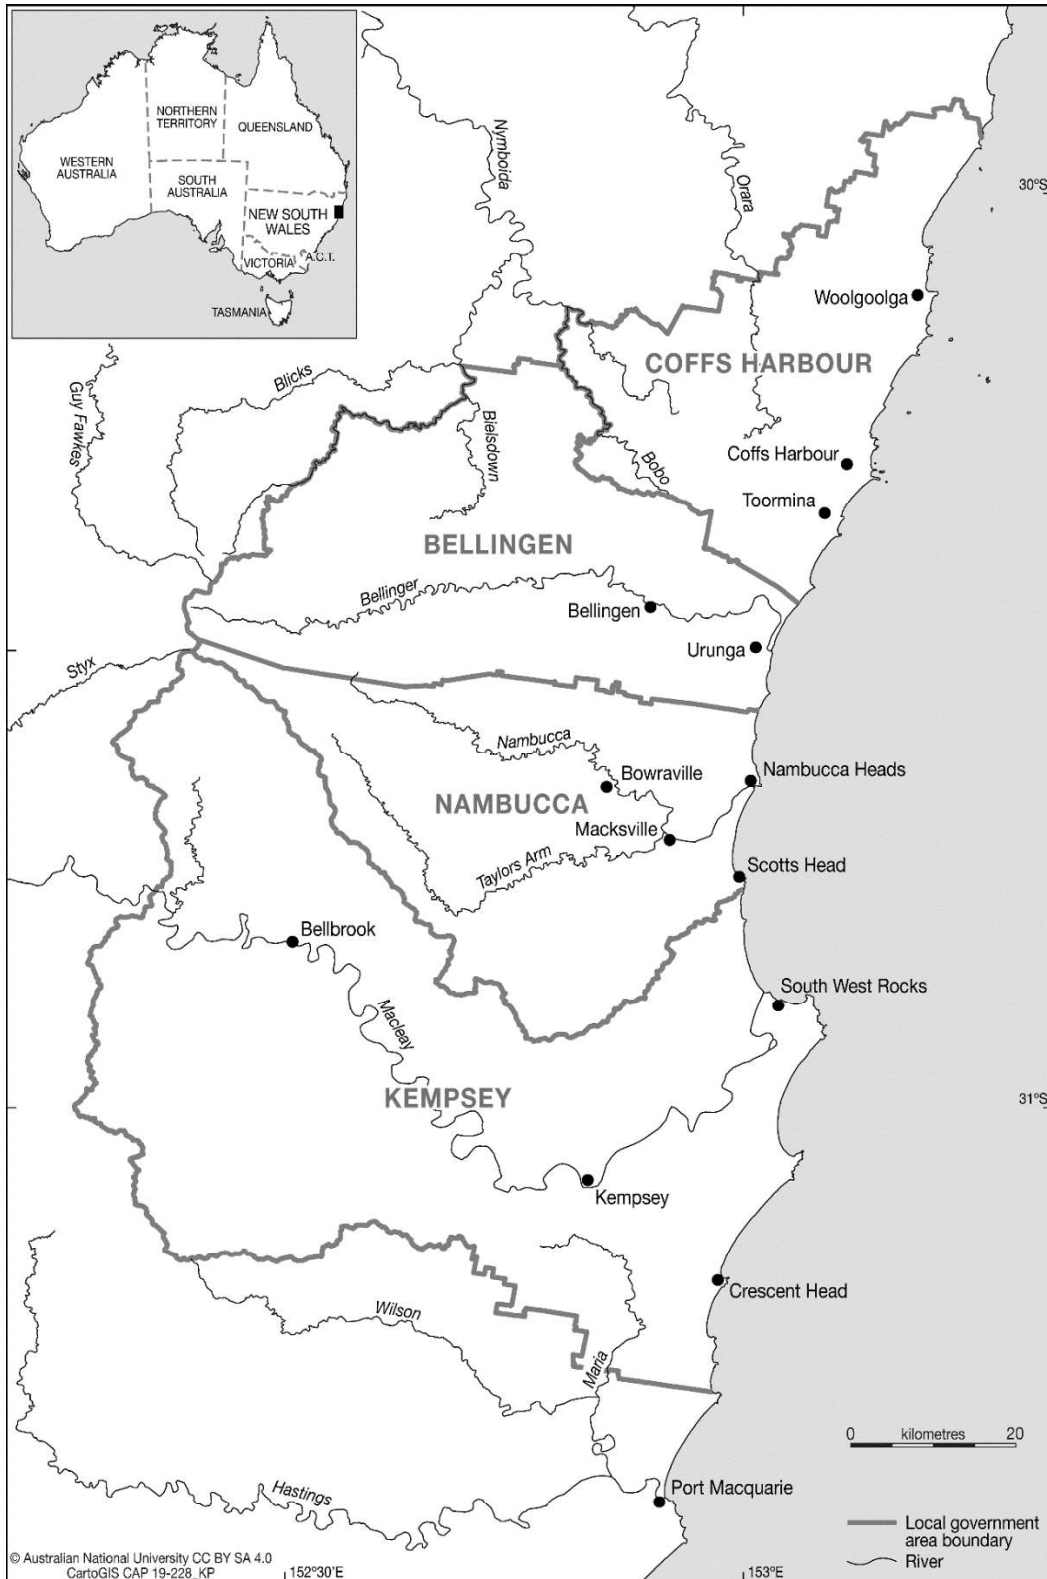 NORTHERN
TERRITORY
QUEENSLAND
WESTERN
AUSTRALIA
SOUTH
AUSTRALIA
NEW SOUTH
WALES
A.C.T.
VICTORIA
TASMANIA
Nymboida
Orara
30°S
Woolgoolga
COFFS HARBOUR
Blicks
Guy Fawkes
Bielsdown
Bobo
Coffs Harbour
Toormina
BELLINGEN
Bellinger
Bellingen
Urunga
Styx
Nambucca
Nambucca Heads
Bowraville
NAMBUCCA
Macksville
Taylors Arm
Scotts Head
Bellbrook
South West Rocks
Macleay
KEMPSEY
31°S
Kempsey
Crescent Head
Wilson
Maria
0 kilometres 20
Hastings
Port Macquarie
Local government
area boundary
River
© Australian National University CC BY SA 4.0
CartoGIS CAP 19-228_KP
152°30'E
153°E